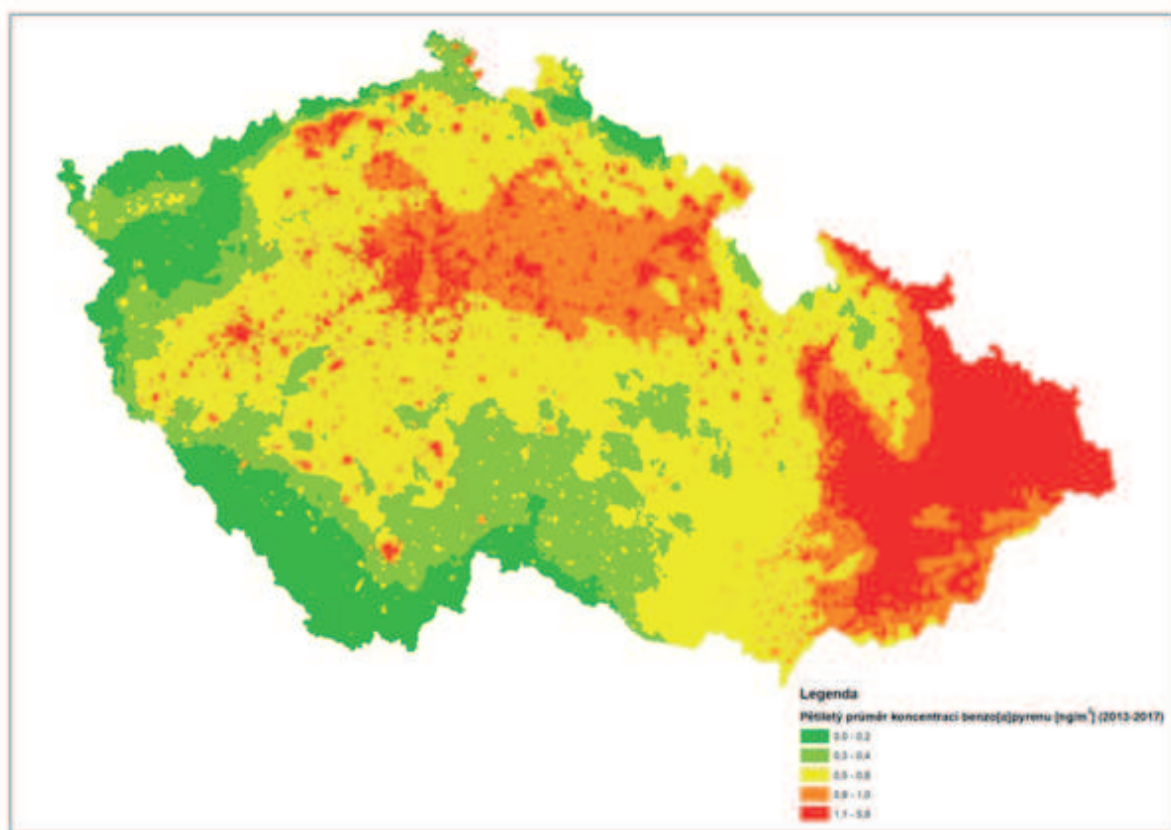 Legenda
Pětiletý průměr koncentrací benzo[a]pyrenu [ng/m³] (2013-2017)
0,0 - 0,2
0,3 - 0,4
0,5 - 0,8
0,9 - 1,0
1,1 - 5,8